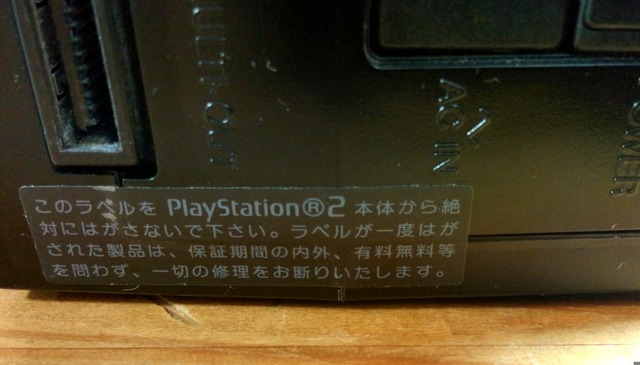 MULTI OUT
AC IN
POWER
このラベルを PlayStation®2 本体から絶
対にはがさないで下さい。ラベルが一度はが
された製品は、保証期間の内外、有料無料等
を問わず、一切の修理をお断りいたします。